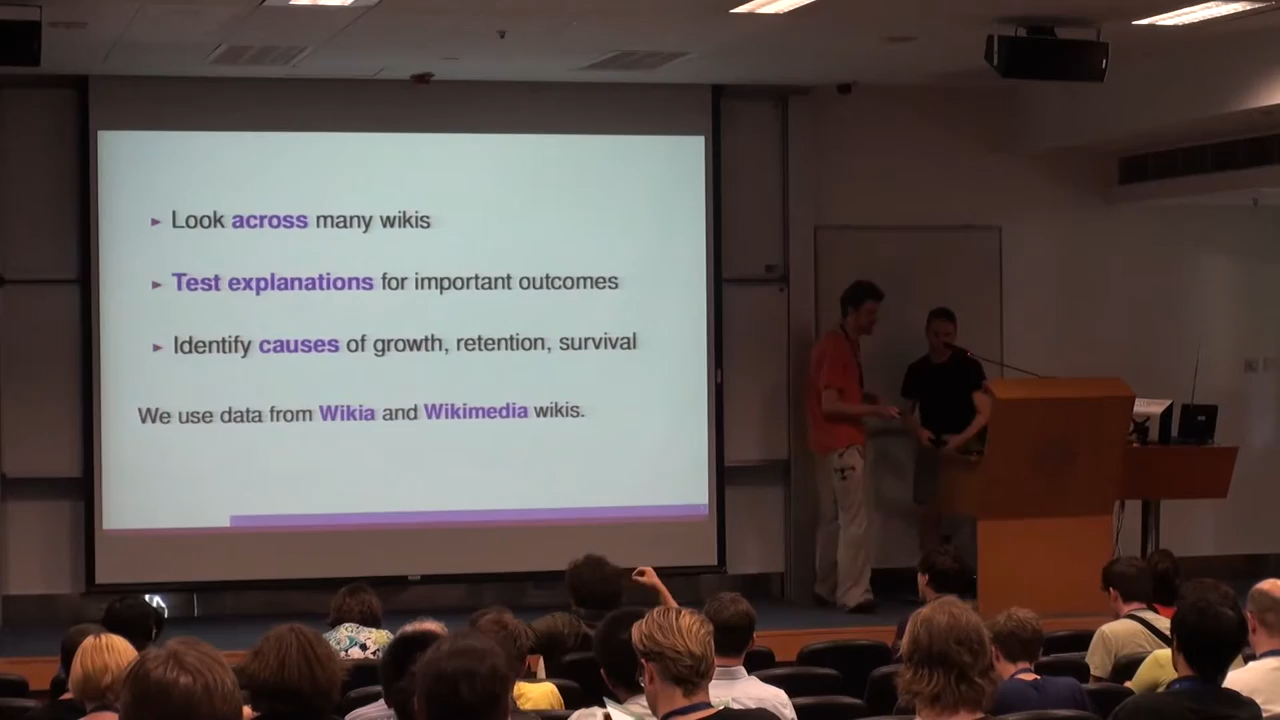 ▸ Look across many wikis
▸ Test explanations for important outcomes
▸ Identify causes of growth, retention, survival
We use data from Wikia and Wikimedia wikis.